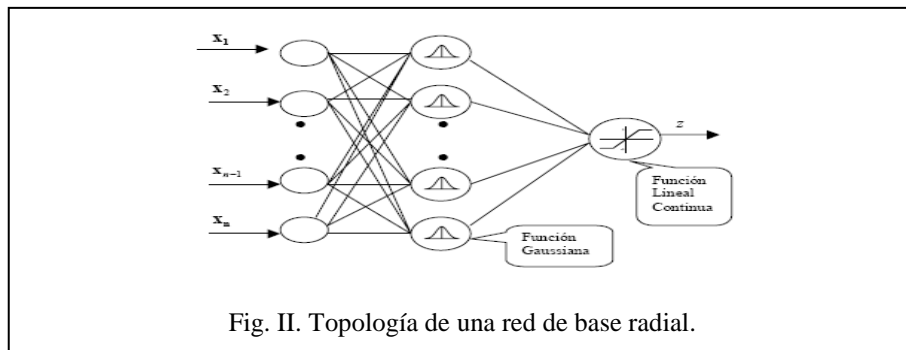 x₁
x₂
xₙ₋₁
xₙ
z
Función
Lineal
Continua
Función
Gaussiana
Fig. II. Topología de una red de base radial.